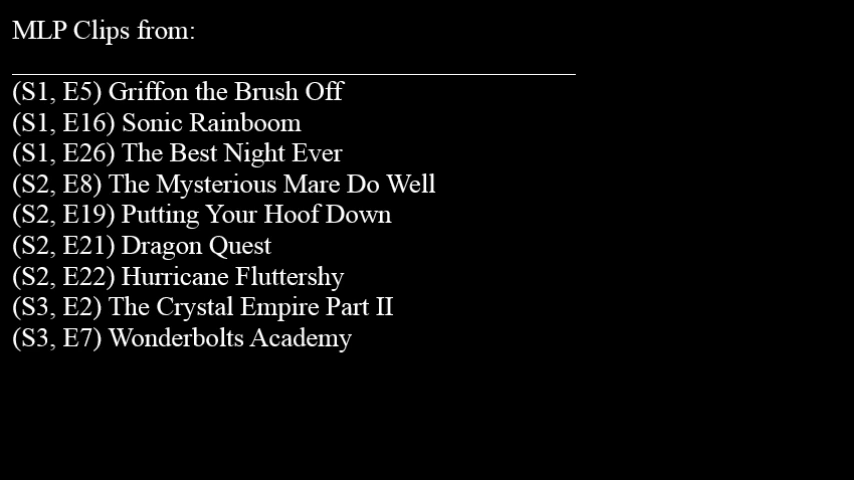 MLP Clips from:
(S1, E5) Griffon the Brush Off
(S1, E16) Sonic Rainboom
(S1, E26) The Best Night Ever
(S2, E8) The Mysterious Mare Do Well
(S2, E19) Putting Your Hoof Down
(S2, E21) Dragon Quest
(S2, E22) Hurricane Fluttershy
(S3, E2) The Crystal Empire Part II
(S3, E7) Wonderbolts Academy